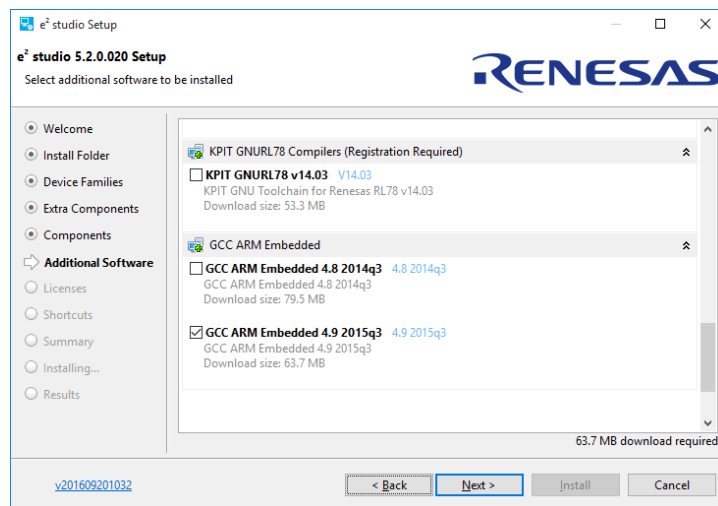 e² studio Setup
e² studio 5.2.0.020 Setup
Select additional software to be installed
RENESAS
Welcome
Install Folder
Device Families
Extra Components
Components
Additional Software
Licenses
Shortcuts
Summary
Installing...
Results
KPIT GNURL78 Compilers (Registration Required)
KPIT GNURL78 v14.03 V14.03
KPIT GNU Toolchain for Renesas RL78 v14.03
Download size: 53.3 MB
GCC ARM Embedded
GCC ARM Embedded 4.8 2014q3 4.8 2014q3
GCC ARM Embedded 4.8 2014q3
Download size: 79.5 MB
GCC ARM Embedded 4.9 2015q3 4.9 2015q3
GCC ARM Embedded 4.9 2015q3
Download size: 63.7 MB
63.7 MB download required
v201609201032
< Back
Next >
Install
Cancel